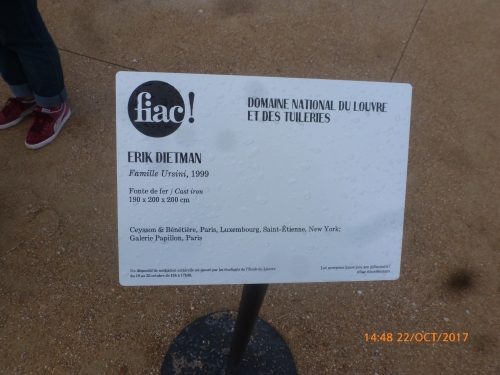 fiac!
DOMAINE NATIONAL DU LOUVRE
ET DES TUILERIES
ERIK DIETMAN
Famille Ursini, 1999
Fonte de fer / Cast iron
190 x 200 x 200 cm
Ceysson & Bénétière, Paris, Luxembourg, Saint-Étienne, New York;
Galerie Papillon, Paris
14:48 22/OCT/2017